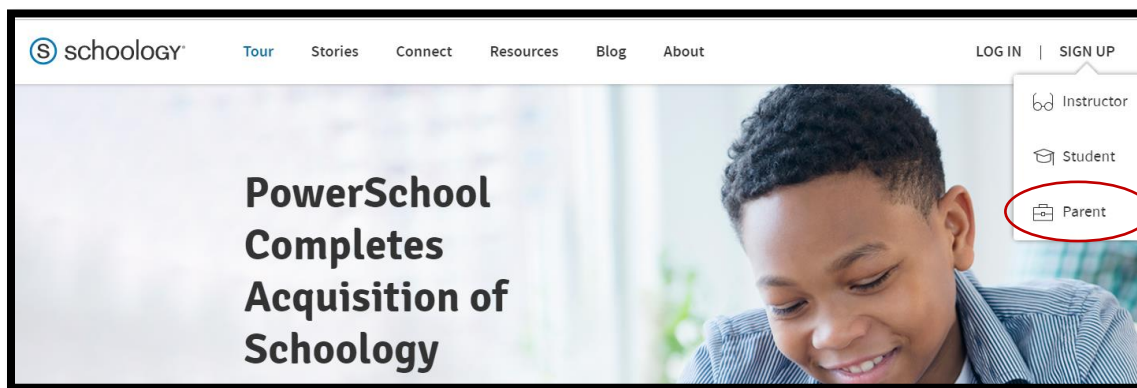 schoology® Tour Stories Connect Resources Blog About LOG IN | SIGN UP
Instructor
Student
Parent
PowerSchool
Completes
Acquisition of
Schoology